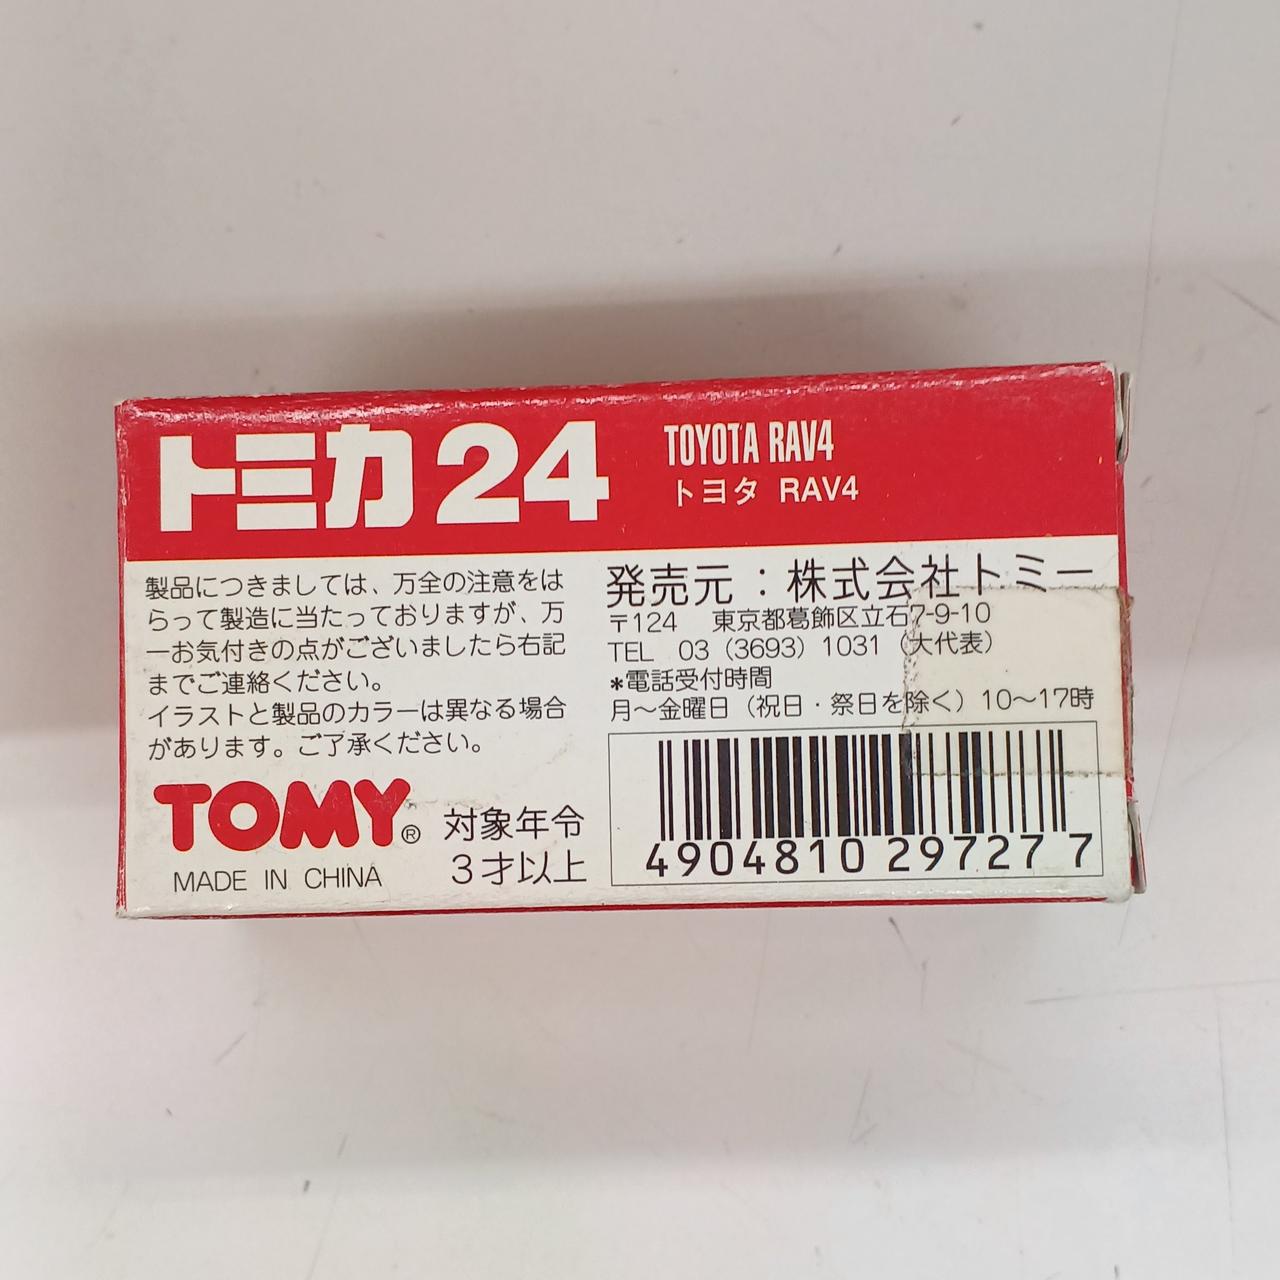 トミカ24
TOYOTA RAV4
トヨタ RAV4
製品につきましては、万全の注意をは
らって製造に当たっておりますが、万
一お気付きの点がございましたら右記
までご連絡ください。
イラストと製品のカラーは異なる場合
があります。ご了承ください。
TOMY®
MADE IN CHINA
対象年令
3才以上
発売元：株式会社トミー
〒124 東京都葛飾区立石7-9-10
TEL 03（3693）1031（大代表）
*電話受付時間
月〜金曜日（祝日・祭日を除く）10〜17時
4904810 297277